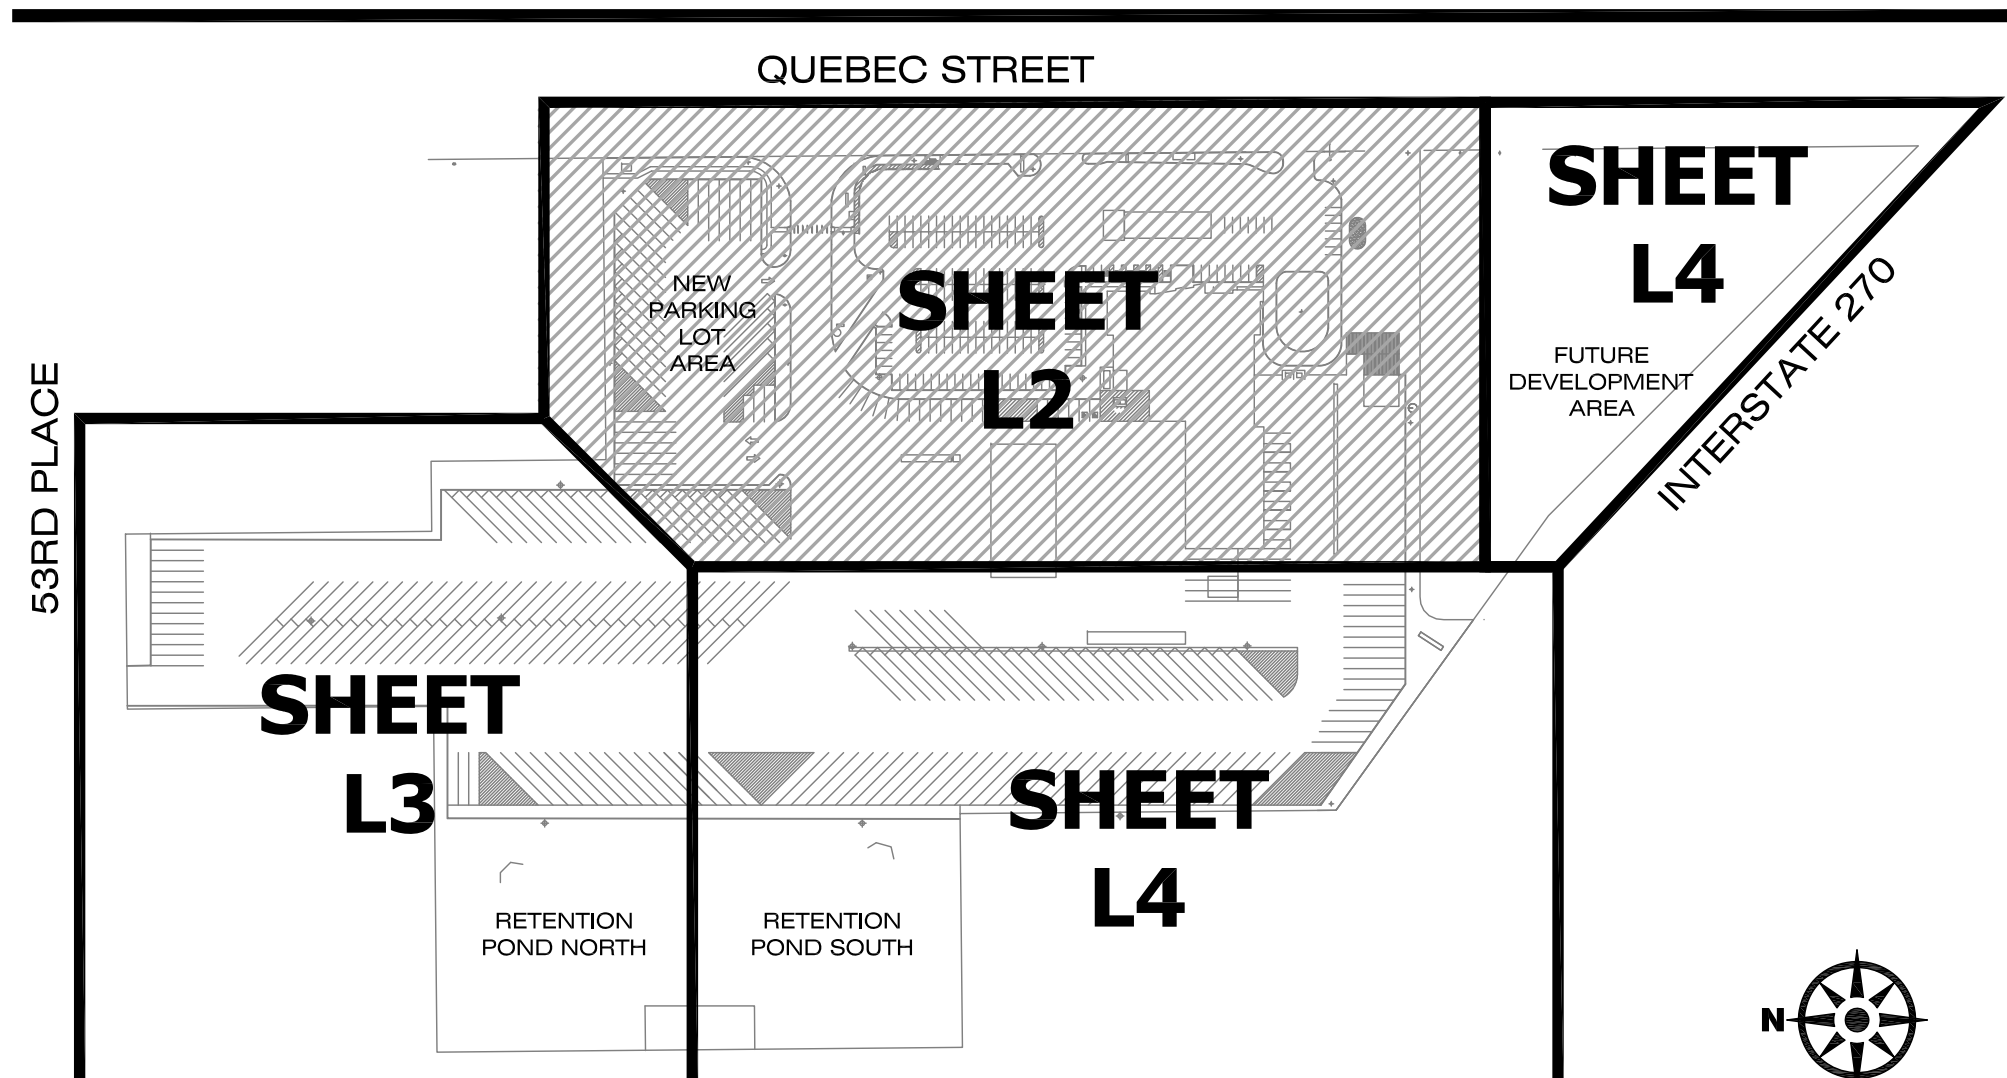 QUEBEC STREET
SHEET
L4
FUTURE
DEVELOPMENT
AREA
INTERSTATE 270
NEW
PARKING
LOT
AREA
SHEET
L2
53RD PLACE
SHEET
L3
SHEET
L4
RETENTION
POND NORTH
RETENTION
POND SOUTH
N